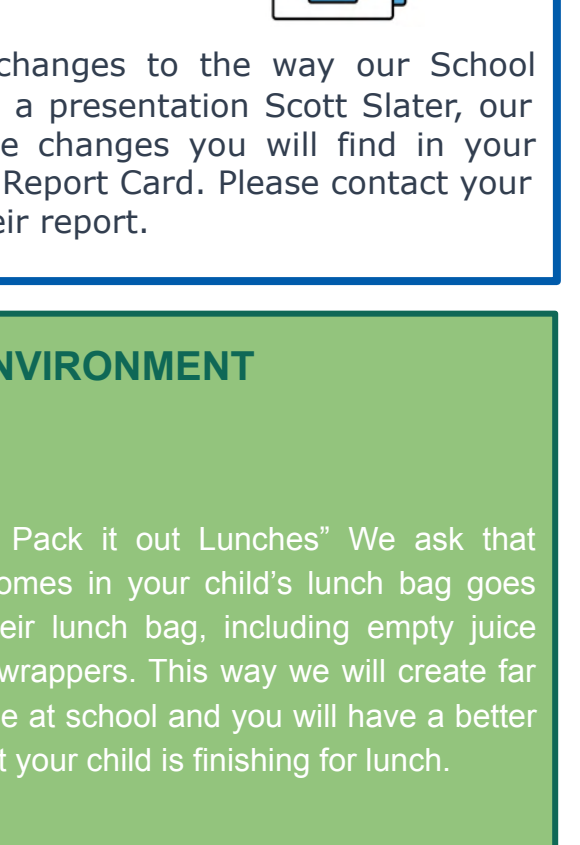 changes to the way our School
a presentation Scott Slater, our
e changes you will find in your
Report Card. Please contact your
eir report.
NVIRONMENT
Pack it out Lunches” We ask that
omes in your child’s lunch bag goes
eir lunch bag, including empty juice
wrappers. This way we will create far
e at school and you will have a better
t your child is finishing for lunch.